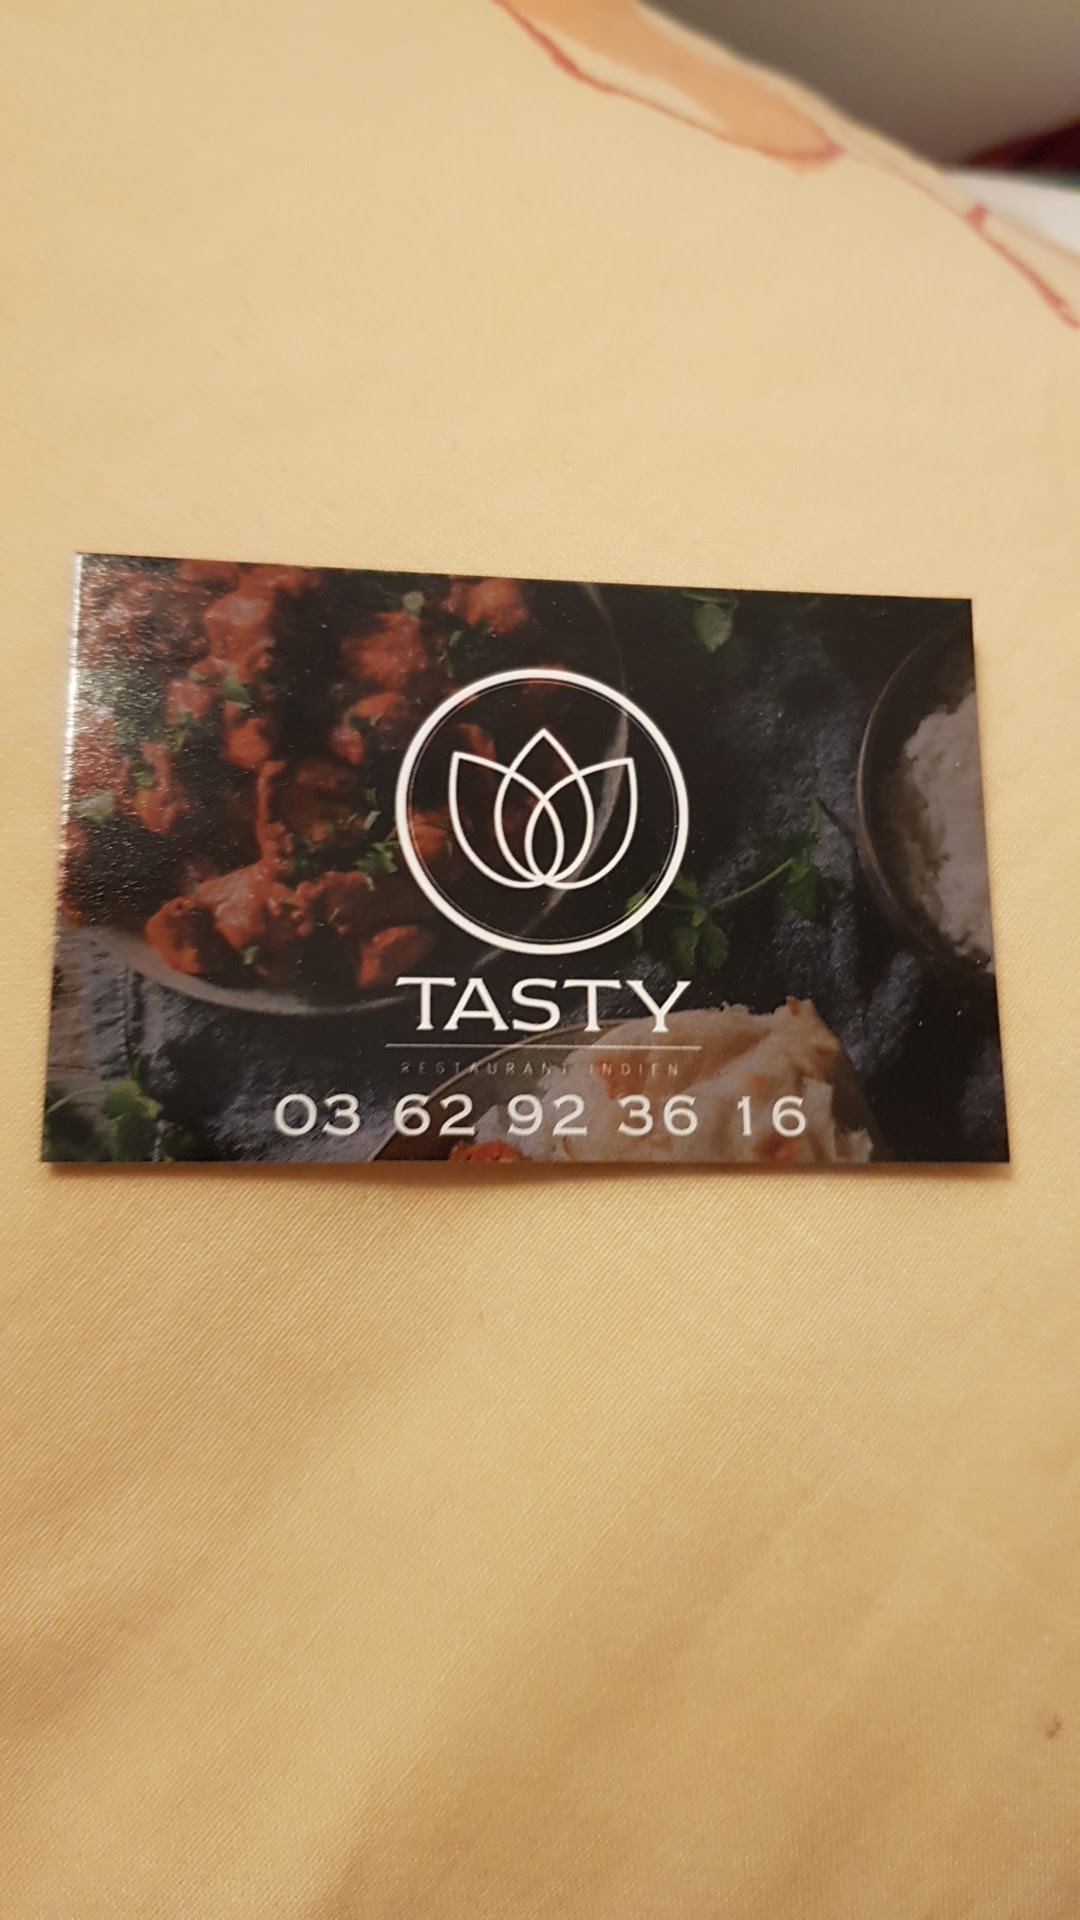 TASTY
RESTAURANT INDIEN
03 62 92 36 16